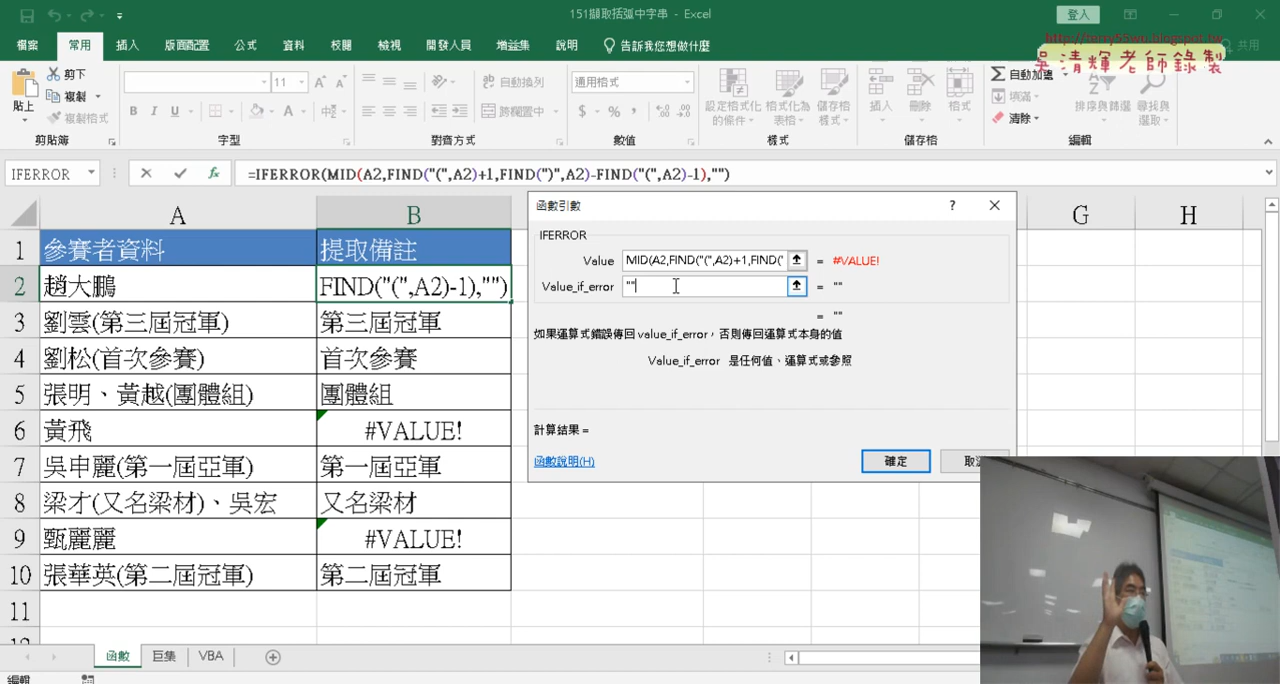 151擷取括弧中字串 - Excel
登入
http://terry55wu.blogspot.tw
吳清輝老師錄製
檔案 常用 插入 版面配置 公式 資料 校閱 檢視 開發人員 增益集 說明 告訴我您想做什麼 共用
貼上 剪下 複製 複製格式
剪貼簿
11
B I U
字型
自動換列
跨欄置中
對齊方式
通用格式
$ %
數值
設定格式化的條件 格式化為表格 儲存格樣式
樣式
插入 刪除 格式
儲存格
自動加總
填滿
清除
排序與篩選 尋找與選取
編輯
IFERROR
=IFERROR(MID(A2,FIND("(",A2)+1,FIND(")",A2)-FIND("(",A2)-1),"")
A B G H
1 參賽者資料 提取備註
2 趙大鵬 FIND("(",A2)-1),"")
3 劉雲(第三屆冠軍) 第三屆冠軍
4 劉松(首次參賽) 首次參賽
5 張明、黃越(團體組) 團體組
6 黃飛 #VALUE!
7 吳申麗(第一屆亞軍) 第一屆亞軍
8 梁才(又名梁材)、吳宏 又名梁材
9 甄麗麗 #VALUE!
10 張華英(第二屆冠軍) 第二屆冠軍
11
函數引數
?
IFERROR
Value MID(A2,FIND("(",A2)+1,FIND(" = #VALUE!
Value_if_error "" = ""
= ""
如果運算式錯誤傳回 value_if_error，否則傳回運算式本身的值
Value_if_error 是任何值、運算式或參照
計算結果 =
函數說明(H)
確定
函數 巨集 VBA
編輯